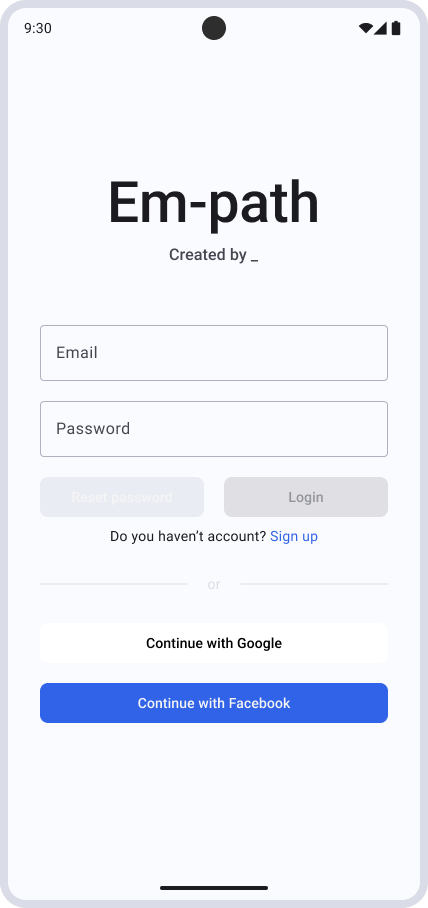 9:30
Em-path
Created by _
Email
Password
Reset password
Login
Do you haven't account? Sign up
or
Continue with Google
Continue with Facebook